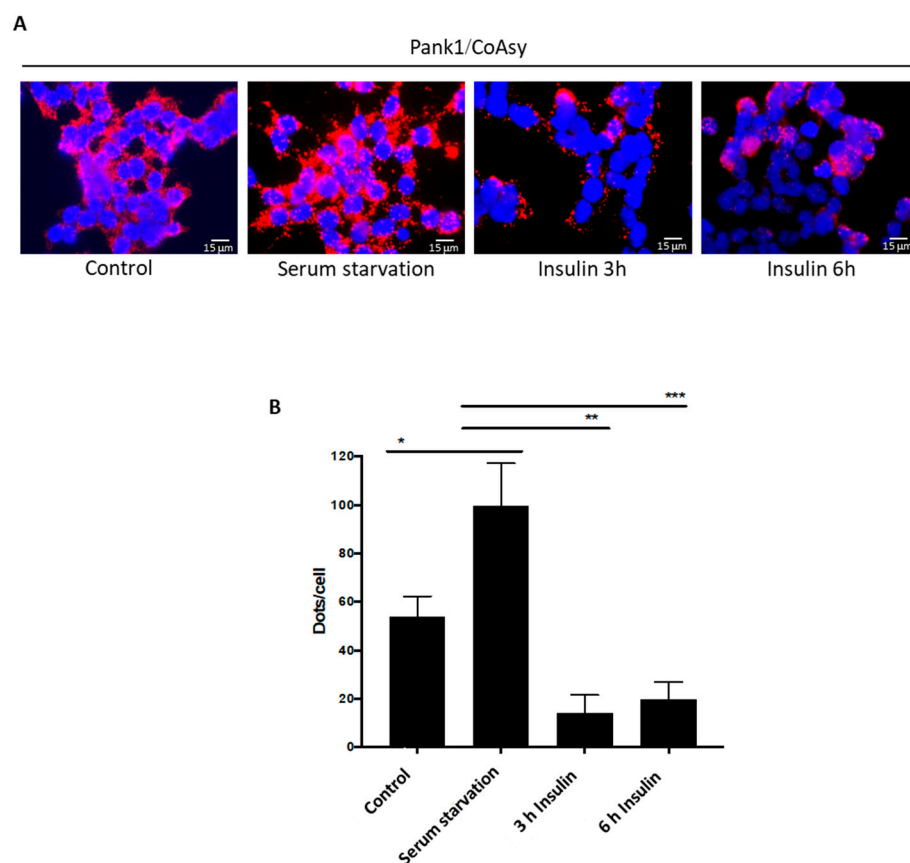 A
Pank1/CoAsy
15 µm
15 µm
15 µm
15 µm
Control
Serum starvation
Insulin 3h
Insulin 6h
B
***
**
*
120
100
80
60
40
20
0
Dots/cell
Control
Serum starvation
3 h Insulin
6 h Insulin